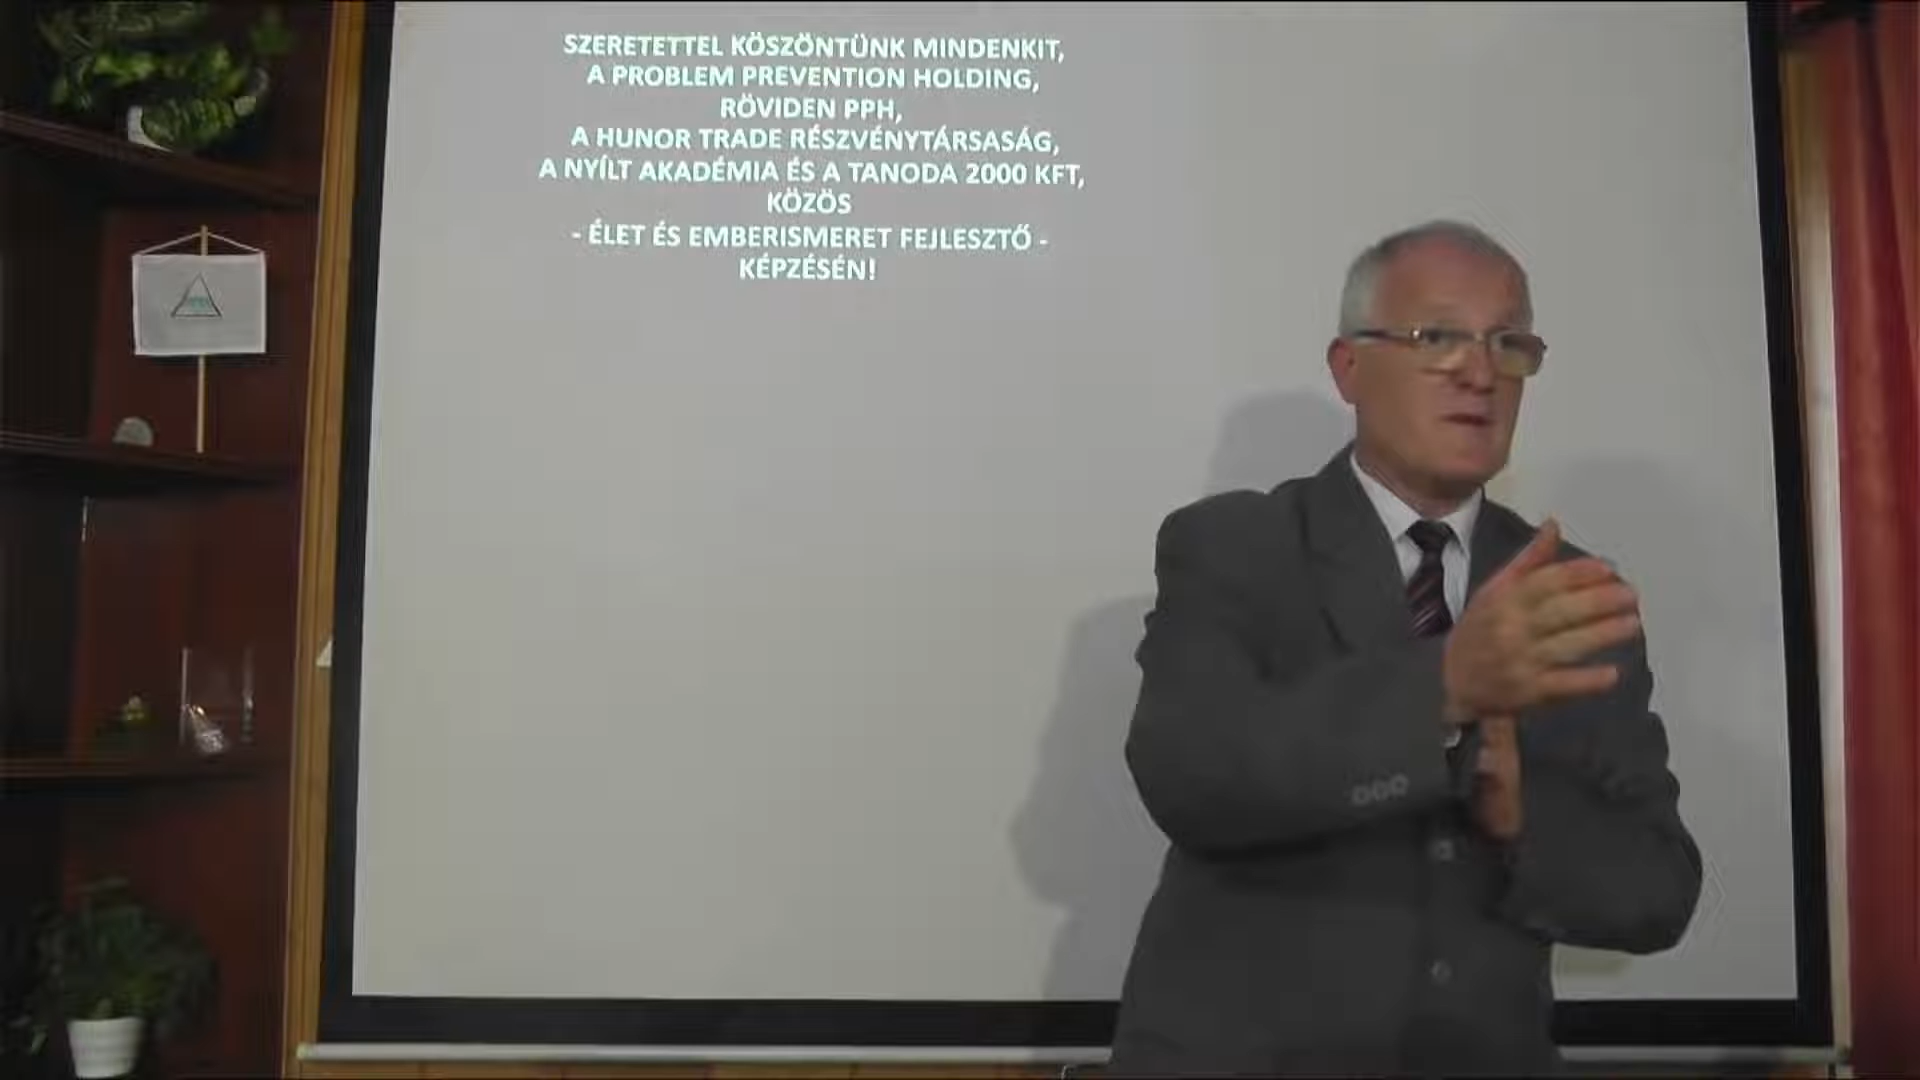 SZERETETTEL KÖSZÖNTÜNK MINDENKIT,
A PROBLEM PREVENTION HOLDING,
RÖVIDEN PPH,
A HUNOR TRADE RÉSZVÉNYTÁRSASÁG,
A NYÍLT AKADÉMIA ÉS A TANODA 2000 KFT,
KÖZÖS
- ÉLET ÉS EMBERISMERET FEJLESZTŐ -
KÉPZÉSÉN!